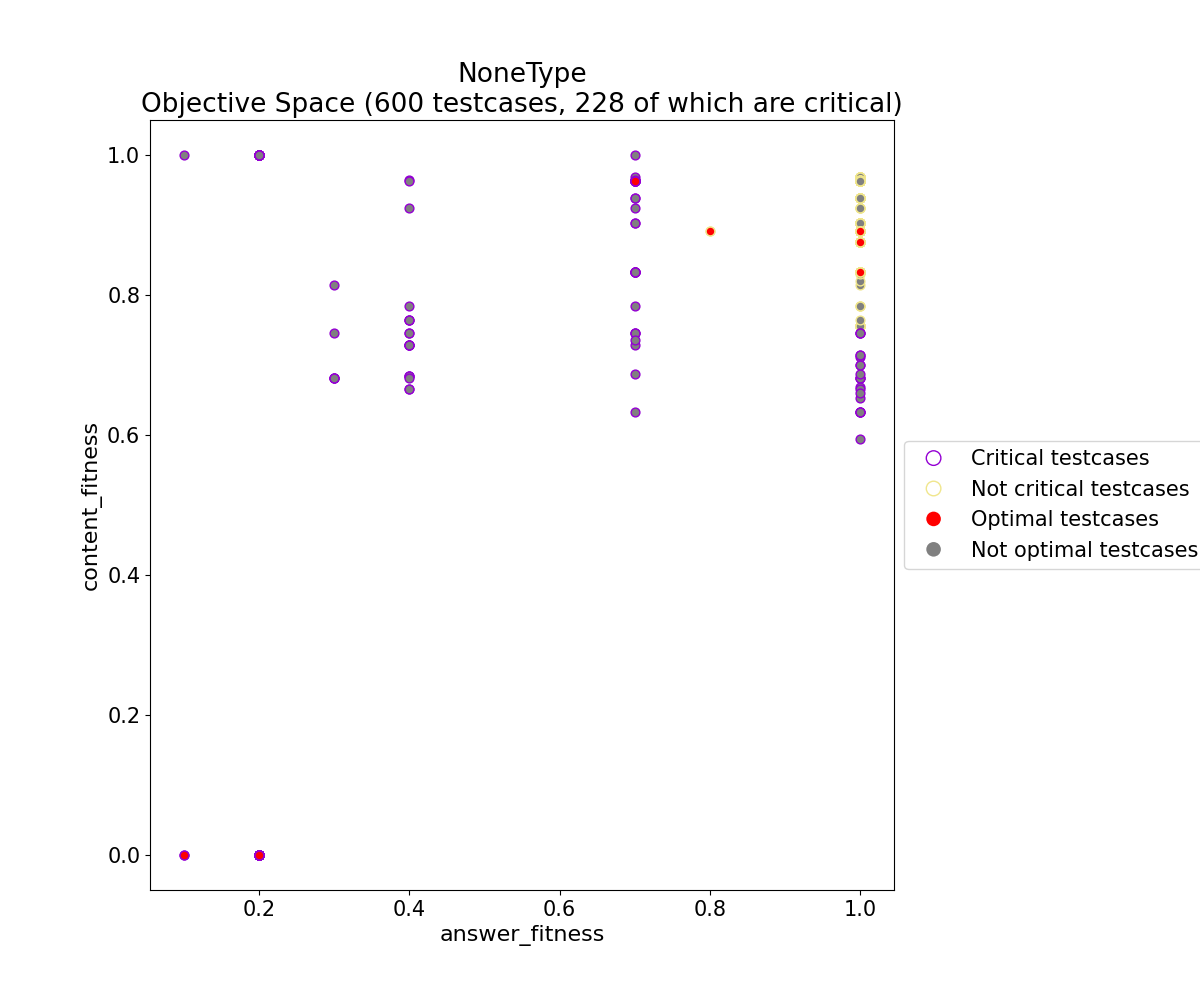 NoneType
Objective Space (600 testcases, 228 of which are critical)
content_fitness
1.0
0.8
0.6
0.4
0.2
0.0
0.2 0.4 0.6 0.8 1.0
answer_fitness
Critical testcases
Not critical testcases
Optimal testcases
Not optimal testcases